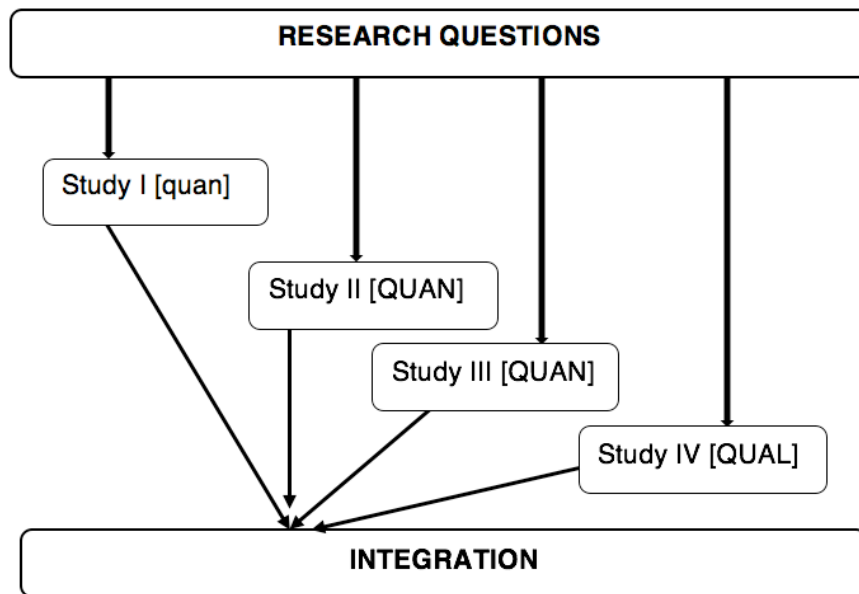 RESEARCH QUESTIONS
Study I [quan]
Study II [QUAN]
Study III [QUAN]
Study IV [QUAL]
INTEGRATION